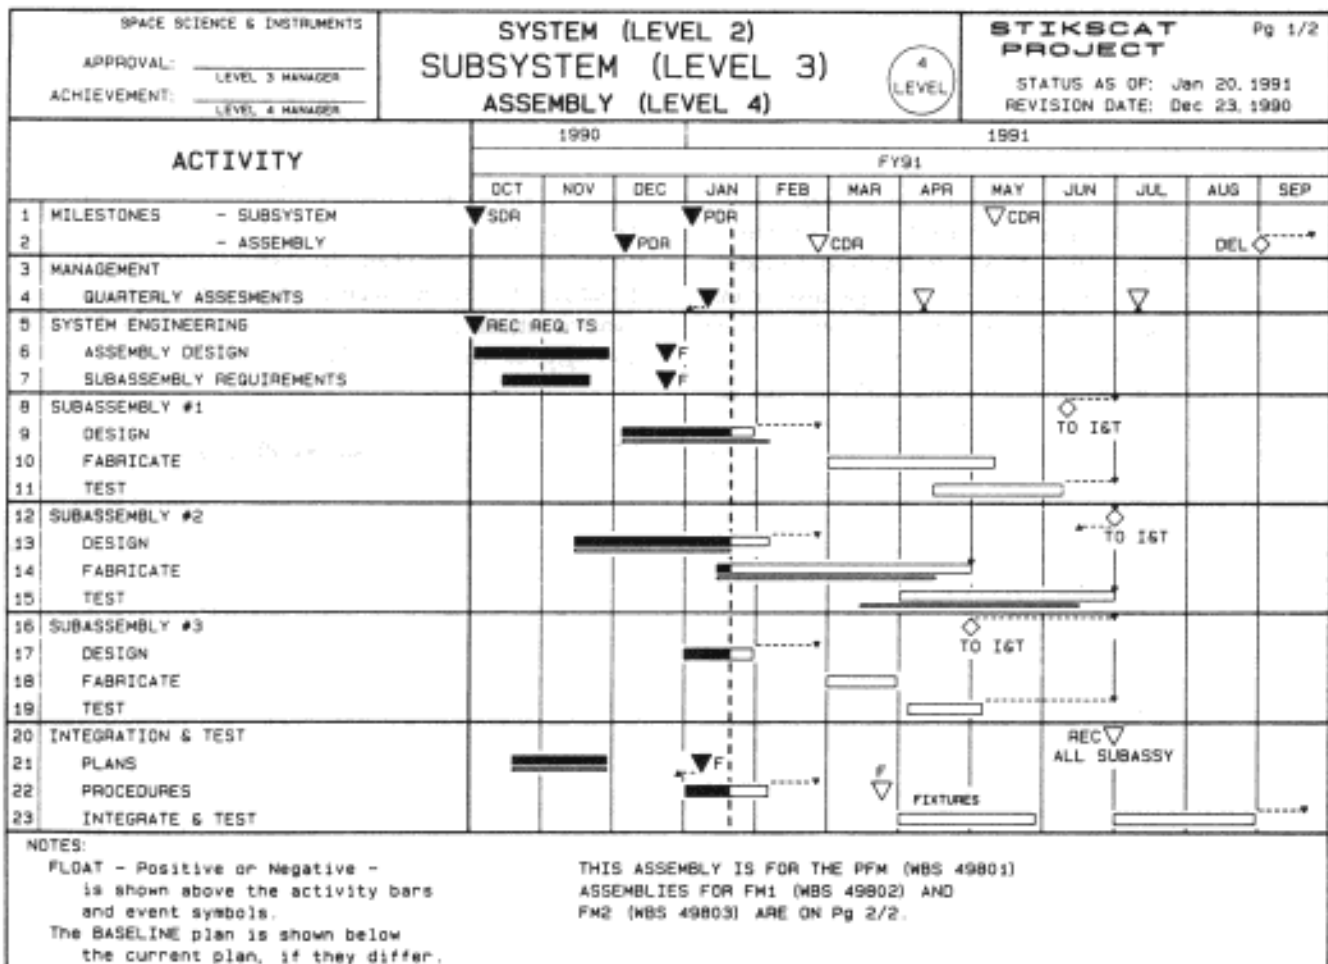 SPACE SCIENCE & INSTRUMENTS
APPROVAL:
LEVEL 3 MANAGER
ACHIEVEMENT:
LEVEL 4 MANAGER
SYSTEM (LEVEL 2)
SUBSYSTEM (LEVEL 3)
ASSEMBLY (LEVEL 4)
4
LEVEL
STIKSCAT
PROJECT
Pg 1/2
STATUS AS OF: Jan 20, 1991
REVISION DATE: Dec 23, 1990
ACTIVITY
1990 1991
FY91
OCT NOV DEC JAN FEB MAR APR MAY JUN JUL AUG SEP
1 MILESTONES - SUBSYSTEM SDR PDR CDR
2 - ASSEMBLY PDR CDR DEL
3 MANAGEMENT
4 QUARTERLY ASSESMENTS
5 SYSTEM ENGINEERING REC REQ, TS
6 ASSEMBLY DESIGN F
7 SUBASSEMBLY REQUIREMENTS F
8 SUBASSEMBLY #1
TO I&T
9 DESIGN
10 FABRICATE
11 TEST
12 SUBASSEMBLY #2
TO I&T
13 DESIGN
14 FABRICATE
15 TEST
16 SUBASSEMBLY #3
TO I&T
17 DESIGN
18 FABRICATE
19 TEST
20 INTEGRATION & TEST REC
ALL SUBASSY
21 PLANS F
22 PROCEDURES F
FIXTURES
23 INTEGRATE & TEST
NOTES:
FLOAT - Positive or Negative -
is shown above the activity bars
and event symbols.
The BASELINE plan is shown below
the current plan, if they differ.
THIS ASSEMBLY IS FOR THE PFM (WBS 49801)
ASSEMBLIES FOR FM1 (WBS 49802) AND
FM2 (WBS 49803) ARE ON Pg 2/2.